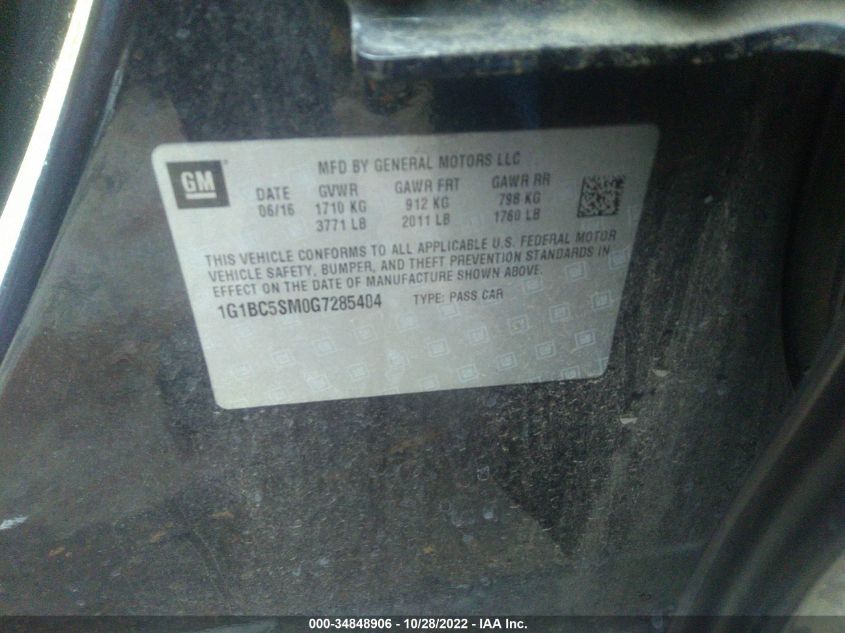 GM
MFD BY GENERAL MOTORS LLC
DATE GVWR GAWR FRT GAWR RR
06/16 1710 KG 912 KG 798 KG
3771 LB 2011 LB 1760 LB
THIS VEHICLE CONFORMS TO ALL APPLICABLE U.S. FEDERAL MOTOR
VEHICLE SAFETY, BUMPER, AND THEFT PREVENTION STANDARDS IN
EFFECT ON THE DATE OF MANUFACTURE SHOWN ABOVE.
1G1BC5SM0G7285404 TYPE: PASS CAR
000-34848906 - 10/28/2022 - IAA Inc.